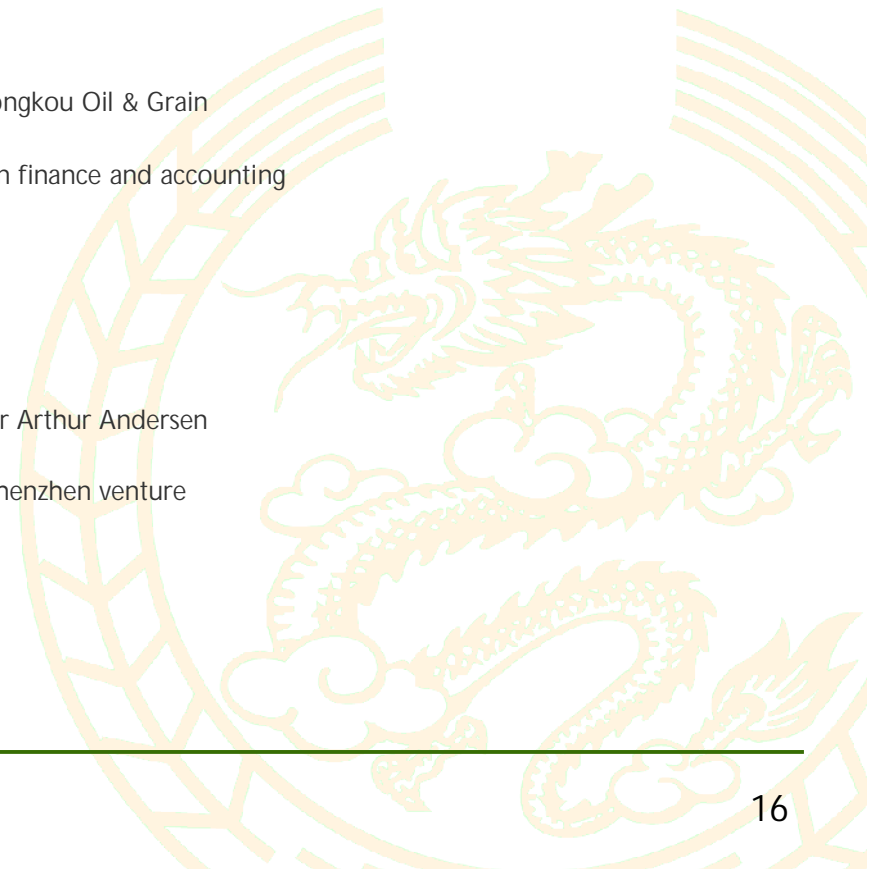 ongkou Oil & Grain
n finance and accounting
r Arthur Andersen
henzhen venture
16